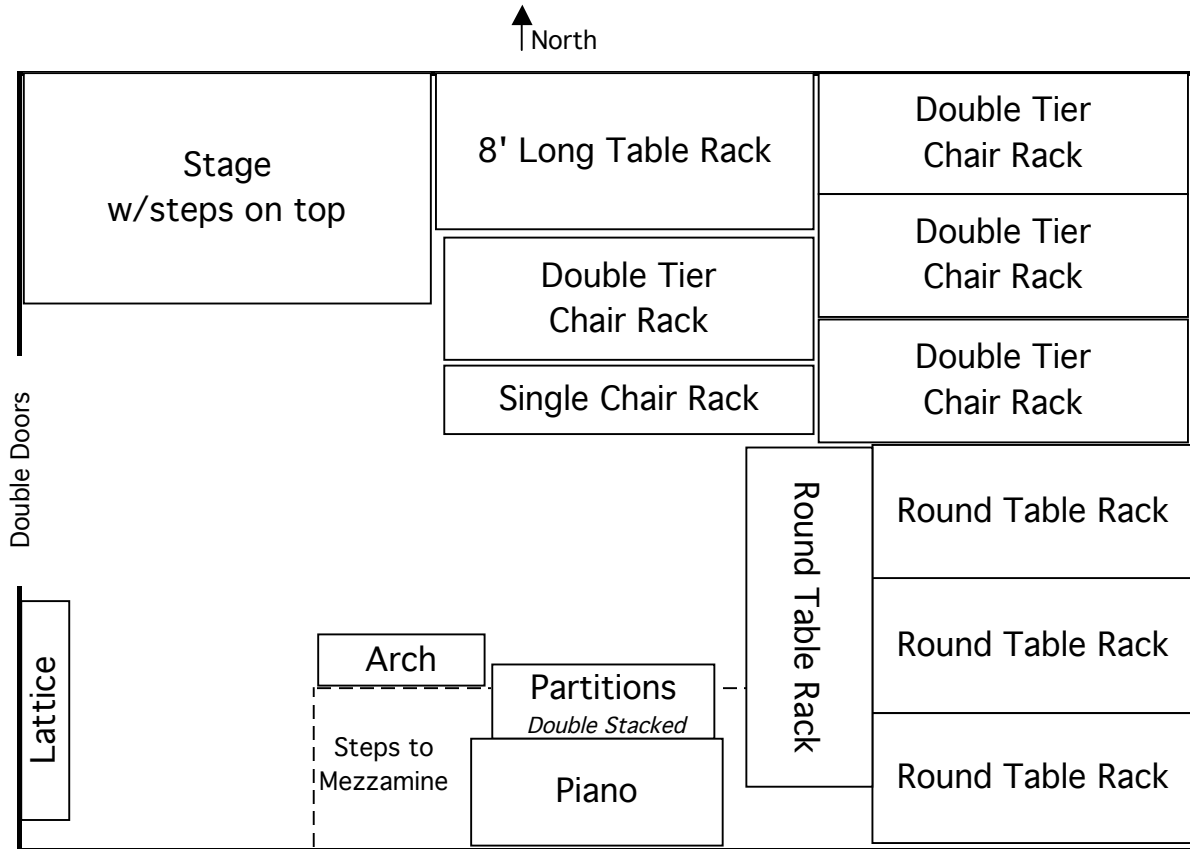 North
Stage
w/steps on top
8' Long Table Rack
Double Tier
Chair Rack
Double Tier
Chair Rack
Double Tier
Chair Rack
Double Tier
Chair Rack
Single Chair Rack
Double Doors
Round Table Rack
Round Table Rack
Round Table Rack
Round Table Rack
Lattice
Arch
Partitions
Double Stacked
Steps to
Mezzamine
Piano